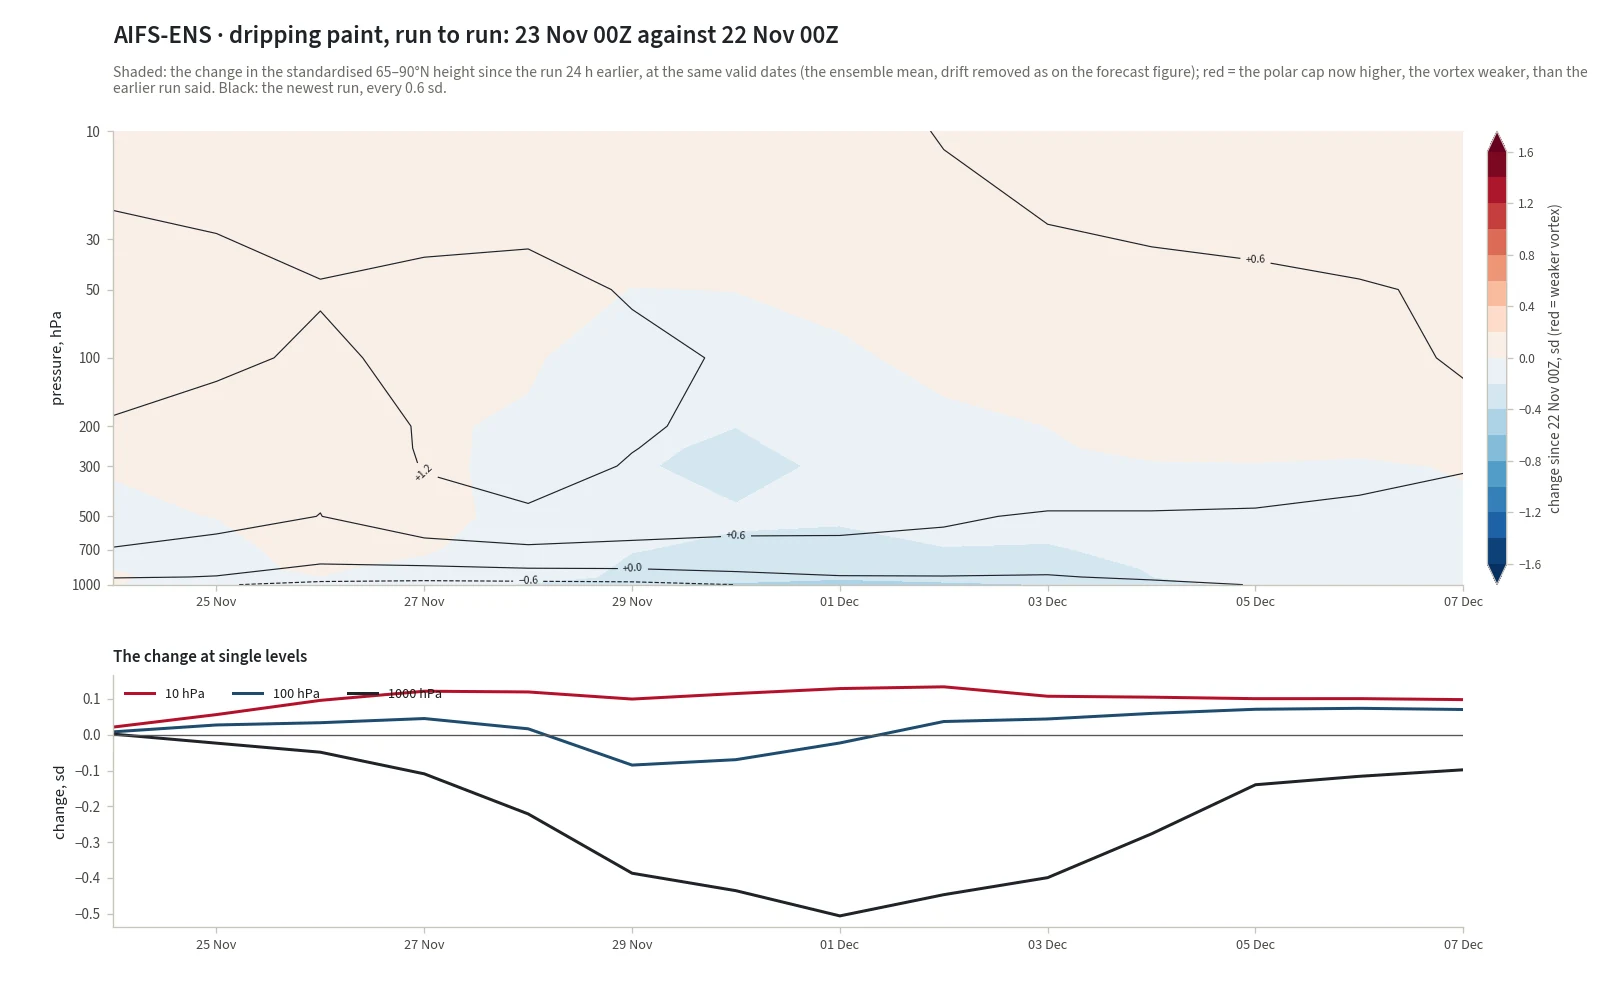 AIFS-ENS · dripping paint, run to run: 23 Nov 00Z against 22 Nov 00Z
Shaded: the change in the standardised 65–90°N height since the run 24 h earlier, at the same valid dates (the ensemble mean, drift removed as on the forecast figure); red = the polar cap now higher, the vortex weaker, than the
earlier run said. Black: the newest run, every 0.6 sd.
pressure, hPa
10
30
50
100
200
300
500
700
1000
+0.6
+1.2
+0.6
+0.0
−0.6
25 Nov
27 Nov
29 Nov
01 Dec
03 Dec
05 Dec
07 Dec
1.6
1.2
0.8
0.4
0.0
−0.4
−0.8
−1.2
−1.6
change since 22 Nov 00Z, sd (red = weaker vortex)
The change at single levels
10 hPa
100 hPa
1000 hPa
change, sd
0.1
0.0
−0.1
−0.2
−0.3
−0.4
−0.5
25 Nov
27 Nov
29 Nov
01 Dec
03 Dec
05 Dec
07 Dec